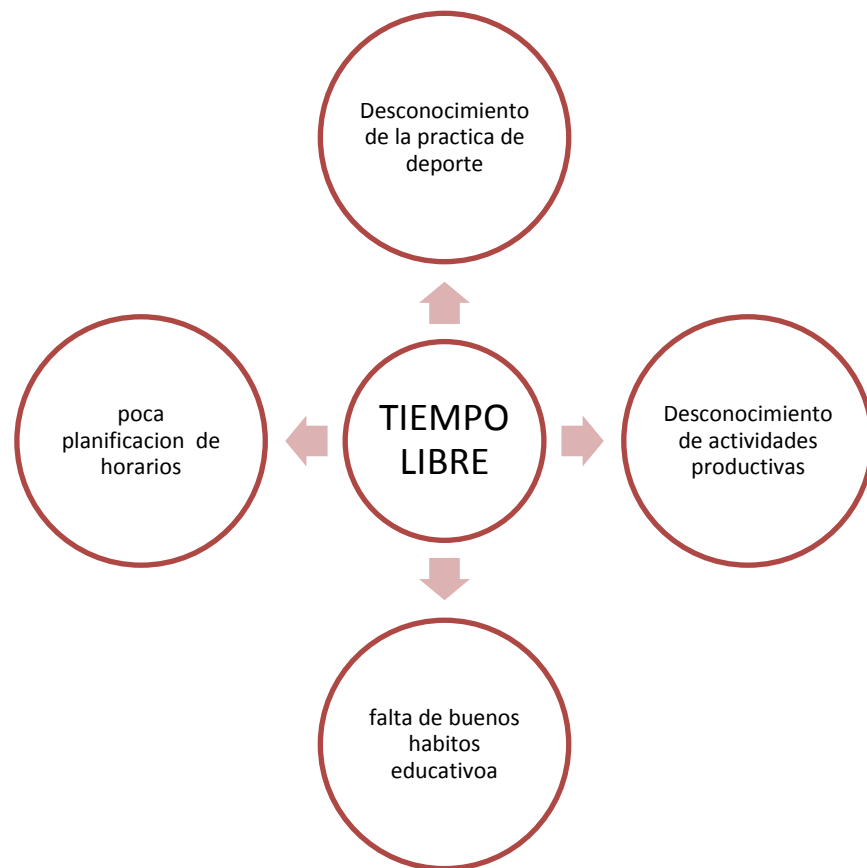 Desconocimiento
de la practica de
deporte
poca
planificacion de
horarios
TIEMPO
LIBRE
Desconocimiento
de actividades
productivas
falta de buenos
habitos
educativoa